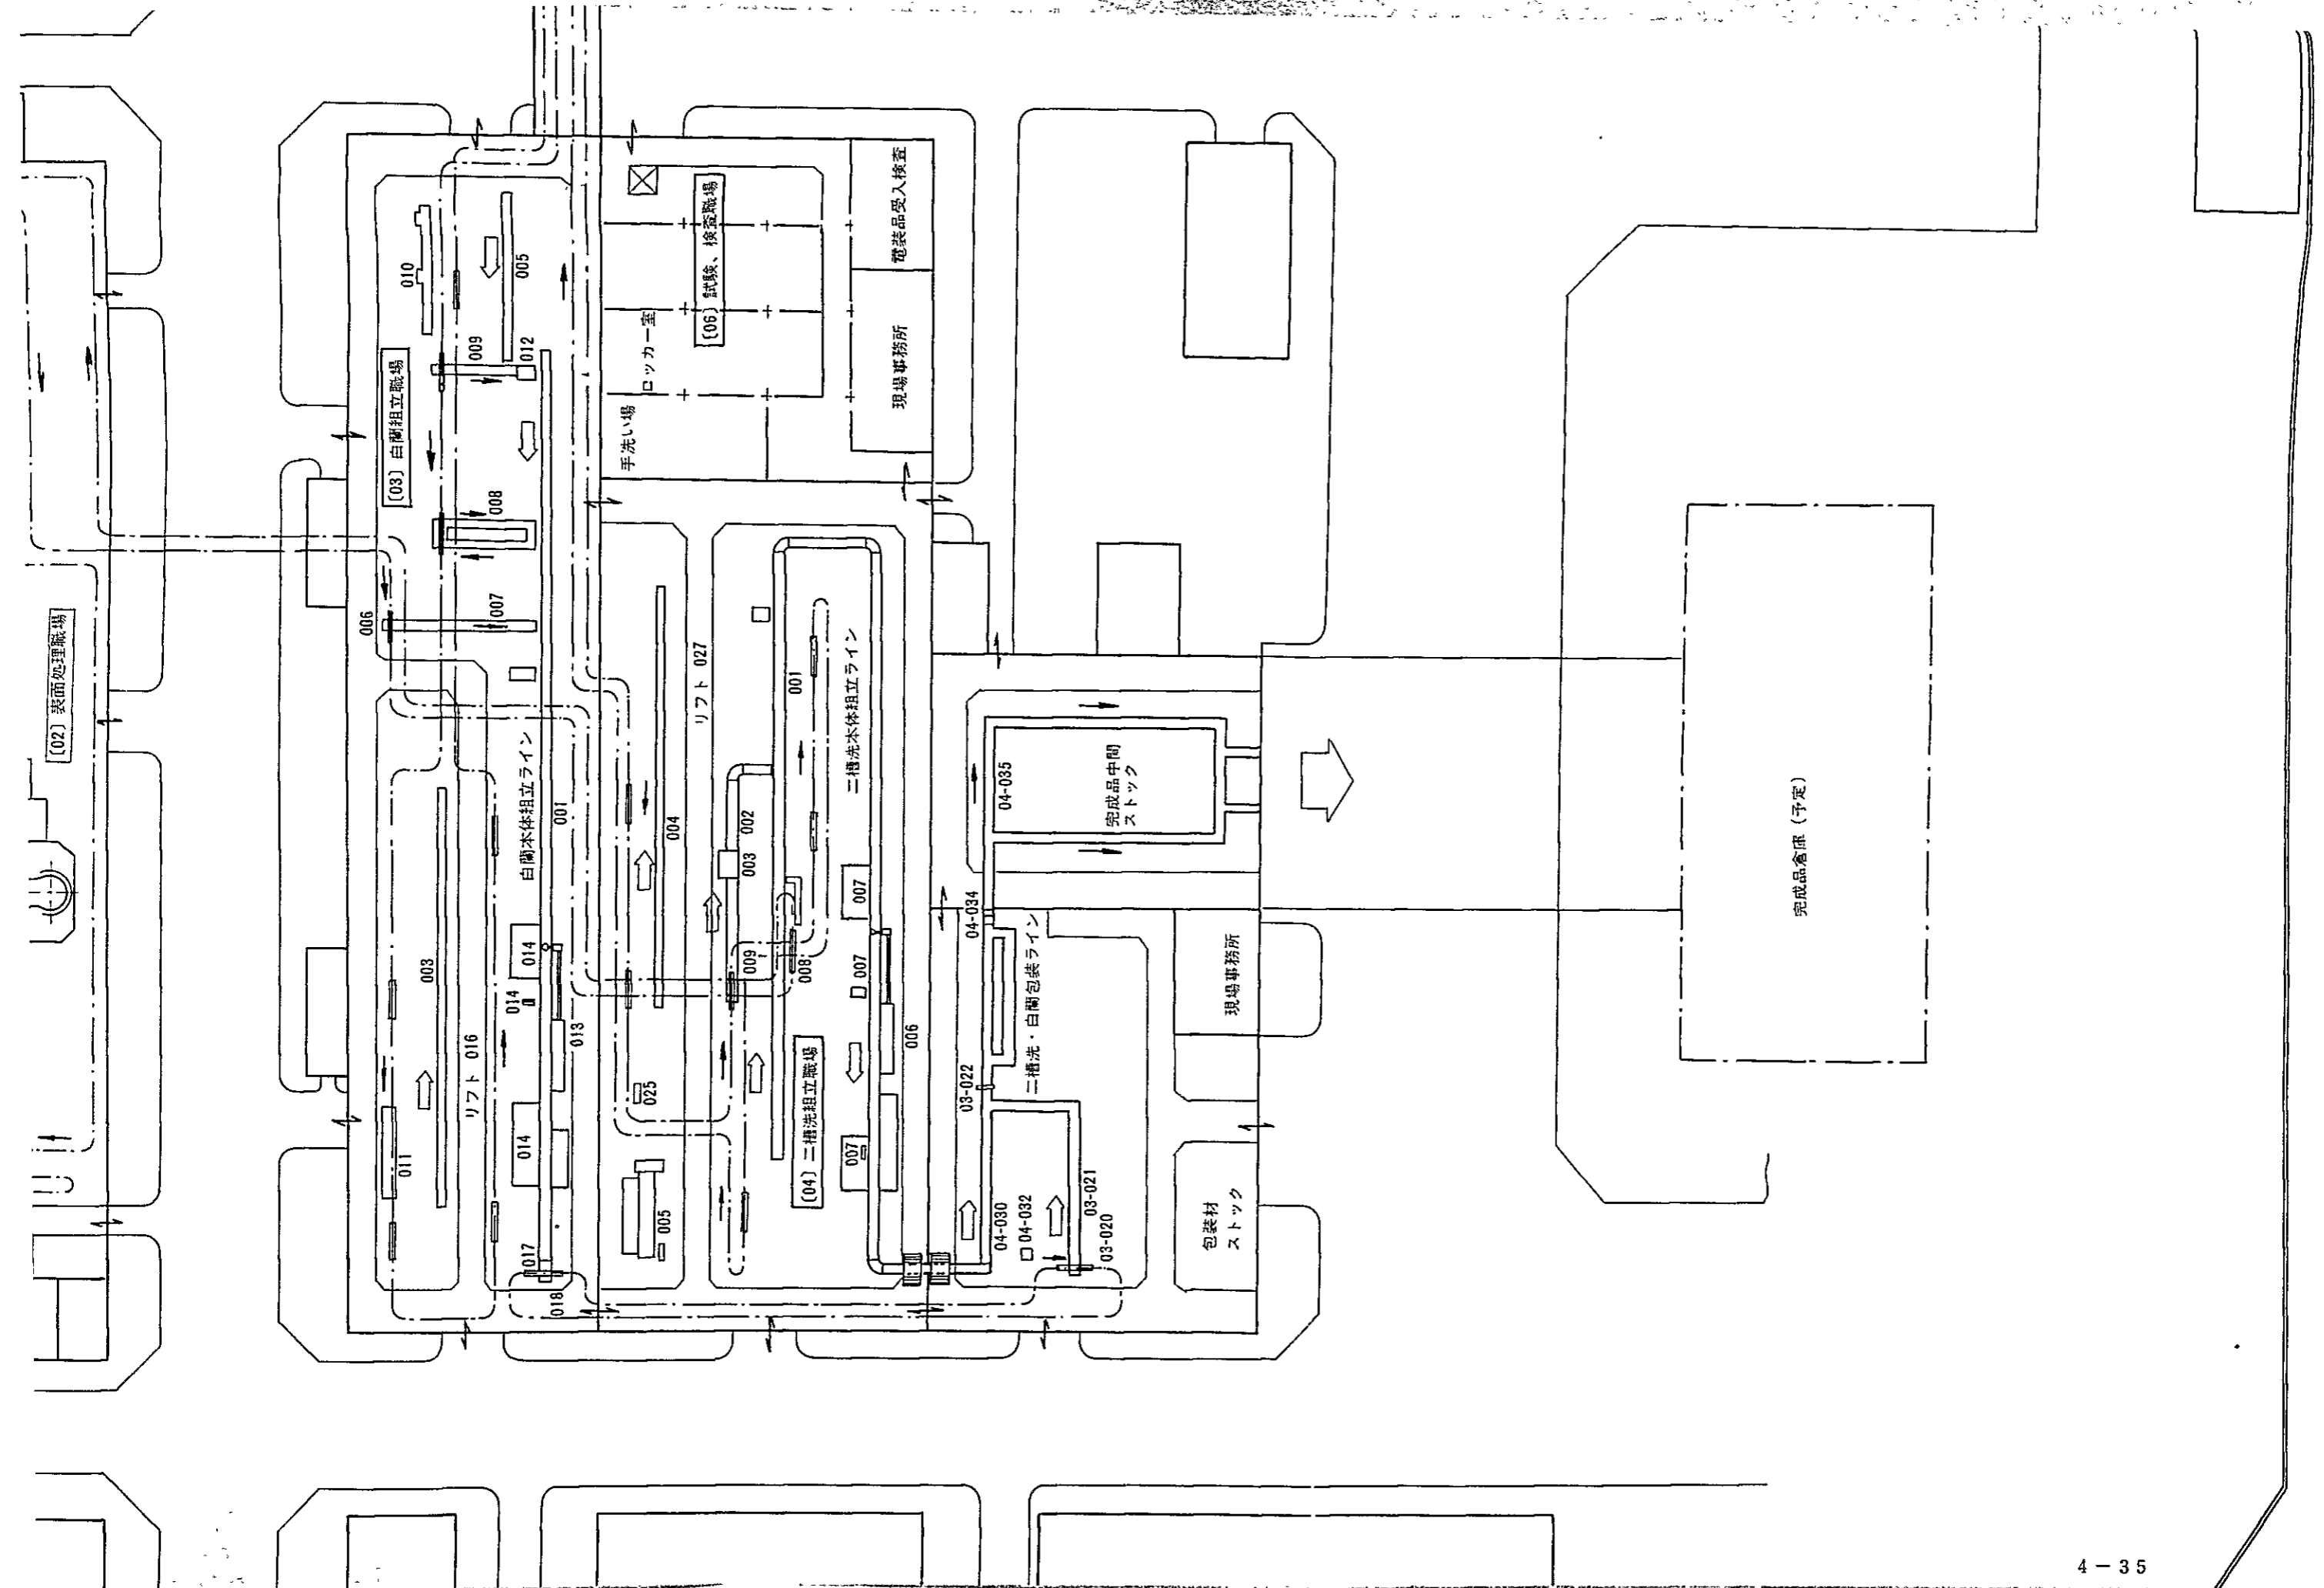 〔02〕表面処理職場
〔03〕白蘭組立職場
010
005
009
012
008
006
007
白蘭本体組立ライン
001
003
リフト 016
014
014
013
011
014
017
018
〔06〕試験、検査職場
電装品受入検査
ロッカー室
現場事務所
手洗い場
リフト 027
004
001
二槽洗本体組立ライン
002
003
007
009
008
007
006
025
〔04〕二槽洗組立職場
007
005
04-035
完成品中間
ストック
04-034
二槽洗・白蘭包装ライン
03-022
現場事務所
04-030
04-032
03-021
03-020
包装材
ストック
完成品倉庫（予定）
4－35